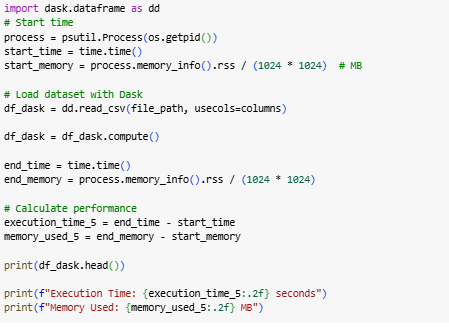 import dask.dataframe as dd
# Start time
process = psutil.Process(os.getpid())
start_time = time.time()
start_memory = process.memory_info().rss / (1024 * 1024)  # MB

# Load dataset with Dask
df_dask = dd.read_csv(file_path, usecols=columns)

df_dask = df_dask.compute()

end_time = time.time()
end_memory = process.memory_info().rss / (1024 * 1024)

# Calculate performance
execution_time_5 = end_time - start_time
memory_used_5 = end_memory - start_memory

print(df_dask.head())

print(f"Execution Time: {execution_time_5:.2f} seconds")
print(f"Memory Used: {memory_used_5:.2f} MB")